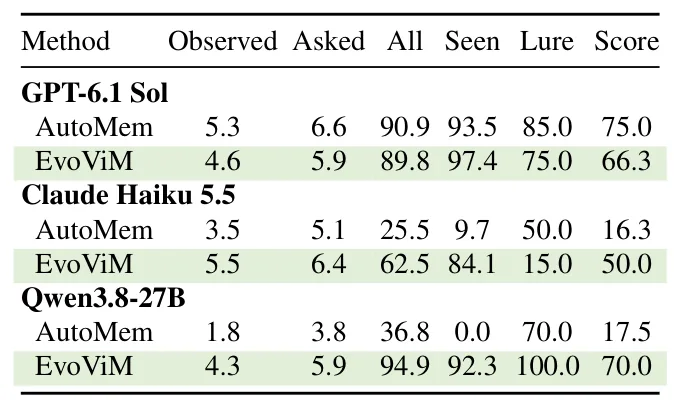 Method Observed Asked All Seen Lure Score
GPT-6.1 Sol
AutoMem 5.3 6.6 90.9 93.5 85.0 75.0
EvoViM 4.6 5.9 89.8 97.4 75.0 66.3
Claude Haiku 5.5
AutoMem 3.5 5.1 25.5 9.7 50.0 16.3
EvoViM 5.5 6.4 62.5 84.1 15.0 50.0
Qwen3.8-27B
AutoMem 1.8 3.8 36.8 0.0 70.0 17.5
EvoViM 4.3 5.9 94.9 92.3 100.0 70.0